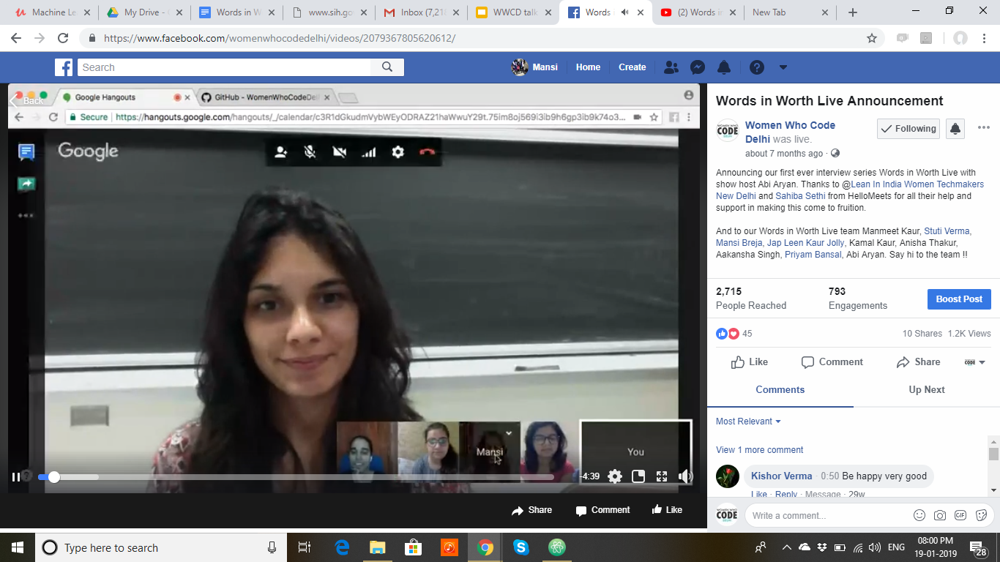 Machine Le
My Drive - G
Words in W
www.sih.go
Inbox (7,218
WWCD talk
Words
(2) Words in
New Tab
https://www.facebook.com/womenwhocodedelhi/videos/2079367805620612/
Search
Mansi
Home
Create
Back
Google Hangouts
GitHub - WomenWhoCodeDel
Secure
https://hangouts.google.com/hangouts/_/calendar/c3R1dGkudmVybWEyODRAZ21haWwuY29t.75im8oj569i3ib9h6gp3ib9k74o3...
Google
Mansi
You
-4:39
Share
Comment
Like
Words in Worth Live Announcement
Women Who Code
Delhi was live.
about 7 months ago ·
Following
WOMEN WHO
CODE
DELHI
Announcing our first ever interview series Words in Worth Live with
show host Abi Aryan. Thanks to @Lean In India Women Techmakers
New Delhi and Sahiba Sethi from HelloMeets for all their help and
support in making this come to fruition.
And to our Words in Worth Live team Manmeet Kaur, Stuti Verma,
Mansi Breja, Jap Leen Kaur Jolly, Kamal Kaur, Anisha Thakur,
Aakansha Singh, Priyam Bansal, Abi Aryan. Say hi to the team !!
2,715
People Reached
793
Engagements
Boost Post
45
10 Shares
1.2K Views
Like
Comment
Share
CODE
Comments
Up Next
Most Relevant
View 1 more comment
Kishor Verma · 0:50 Be happy very good
Like · Reply · Message · 29w
WOMEN WHO
CODE
DELHI
Write a comment...
GIF
Type here to search
ENG
08:00 PM
19-01-2019
28